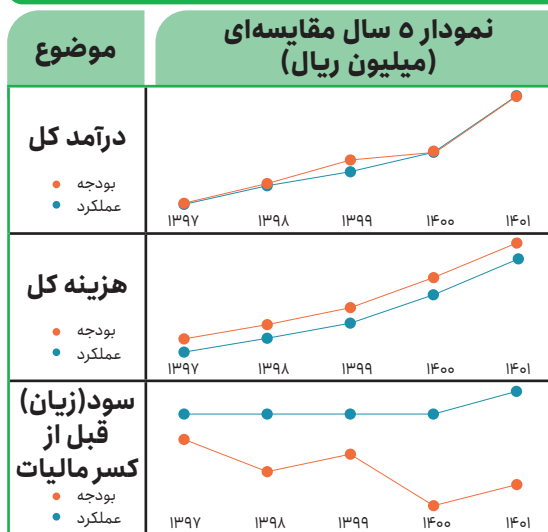 موضوع
نمودار ۵ سال مقایسه‌ای
(میلیون ریال)
درآمد کل
بودجه
عملکرد
۱۳۹۷ ۱۳۹۸ ۱۳۹۹ ۱۴۰۰ ۱۴۰۱
هزینه کل
بودجه
عملکرد
۱۳۹۷ ۱۳۹۸ ۱۳۹۹ ۱۴۰۰ ۱۴۰۱
سود(زیان)
قبل از
کسر مالیات
بودجه
عملکرد
۱۳۹۷ ۱۳۹۸ ۱۳۹۹ ۱۴۰۰ ۱۴۰۱